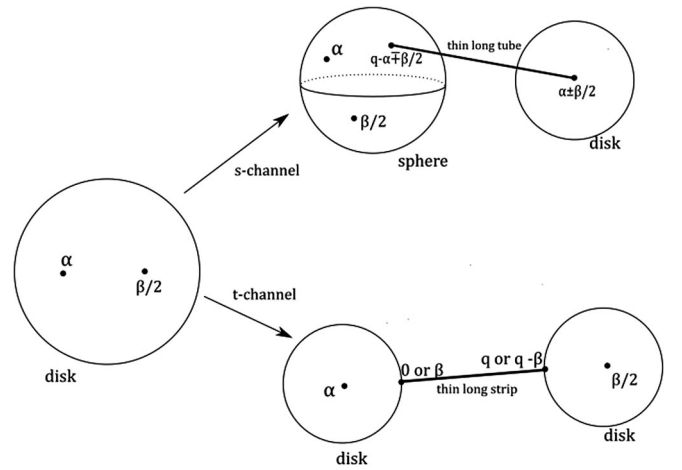 α
q-α∓β/2
β/2
sphere
thin long tube
α±β/2
disk
s-channel
α
β/2
disk
t-channel
α
0 or β
disk
thin long strip
q or q -β
β/2
disk